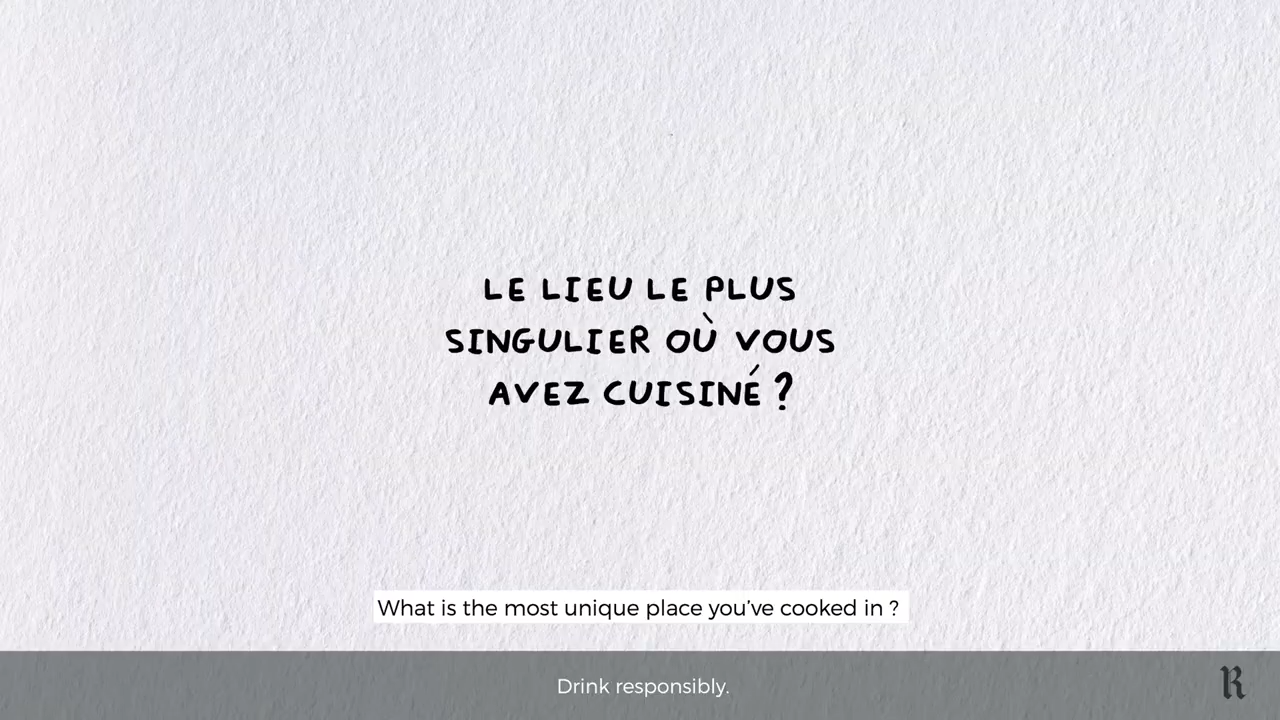 LE LIEU LE PLUS
SINGULIER OÙ VOUS
AVEZ CUISINÉ ?
What is the most unique place you've cooked in ?
Drink responsibly.
R